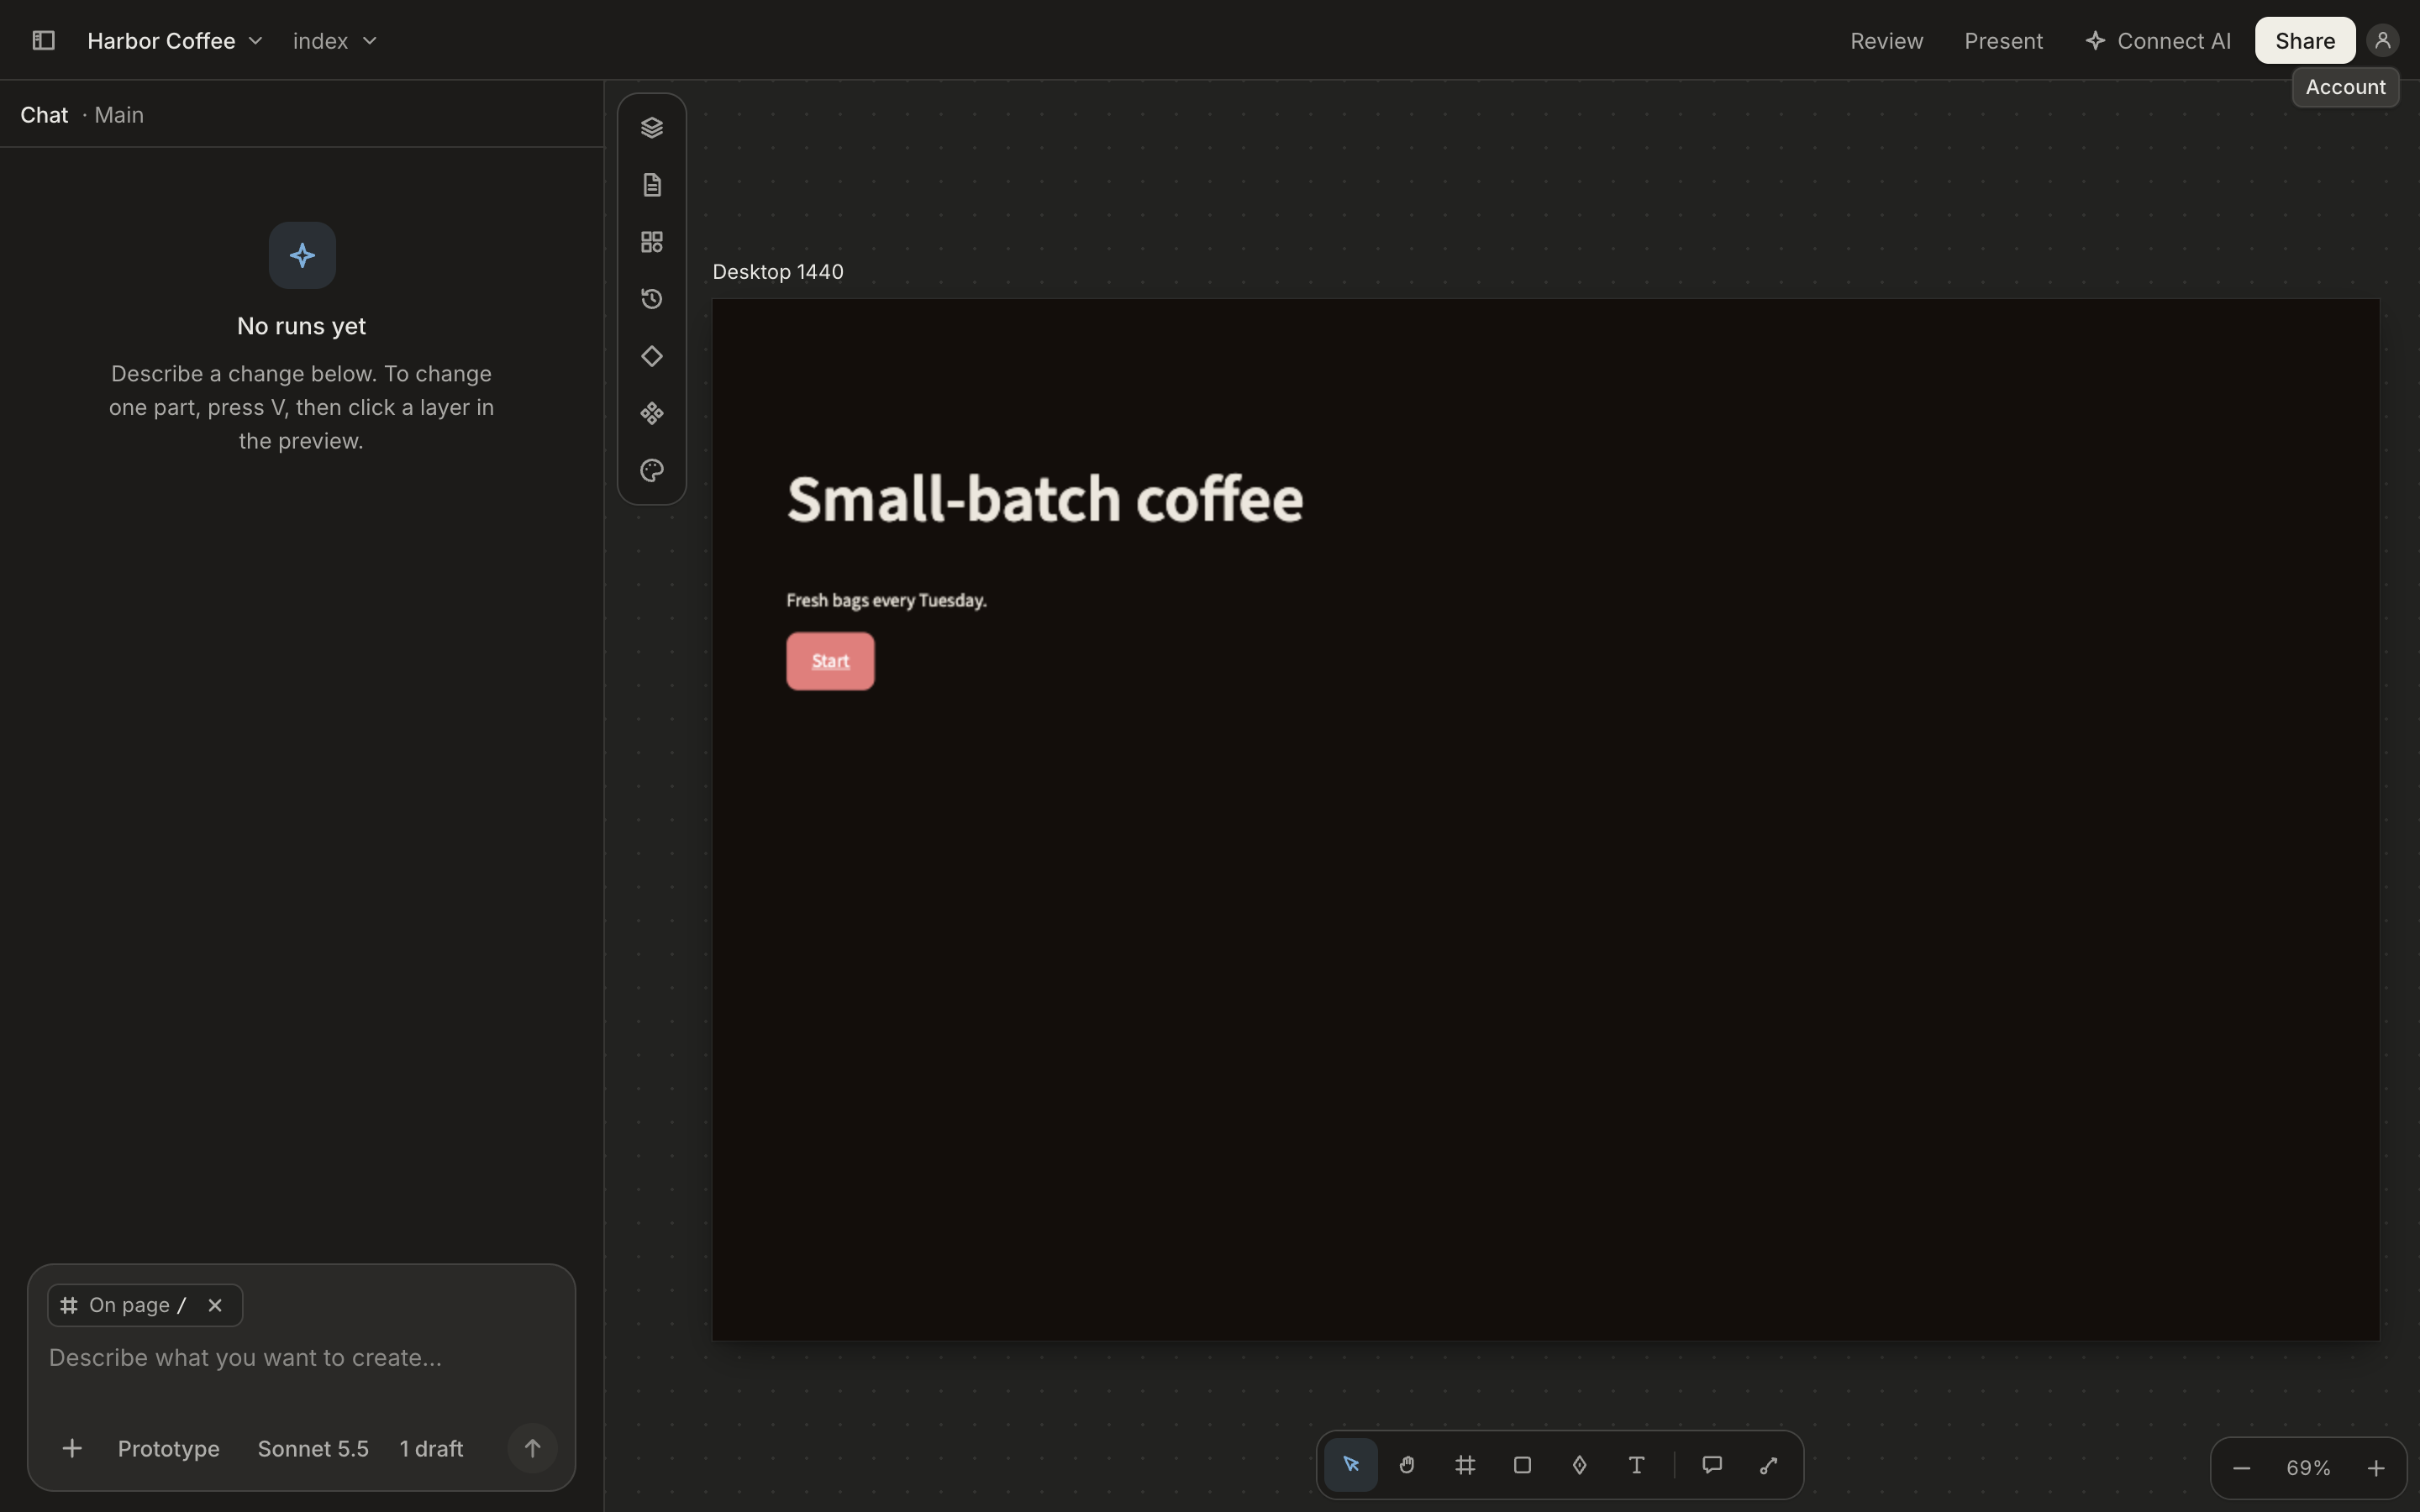 Harbor Coffee
index
Review
Present
Connect AI
Share
Account
Chat · Main
No runs yet
Describe a change below. To change
one part, press V, then click a layer in
the preview.
Desktop 1440
Small-batch coffee
Fresh bags every Tuesday.
Start
On page /
Describe what you want to create...
Prototype
Sonnet 5.5
1 draft
69%